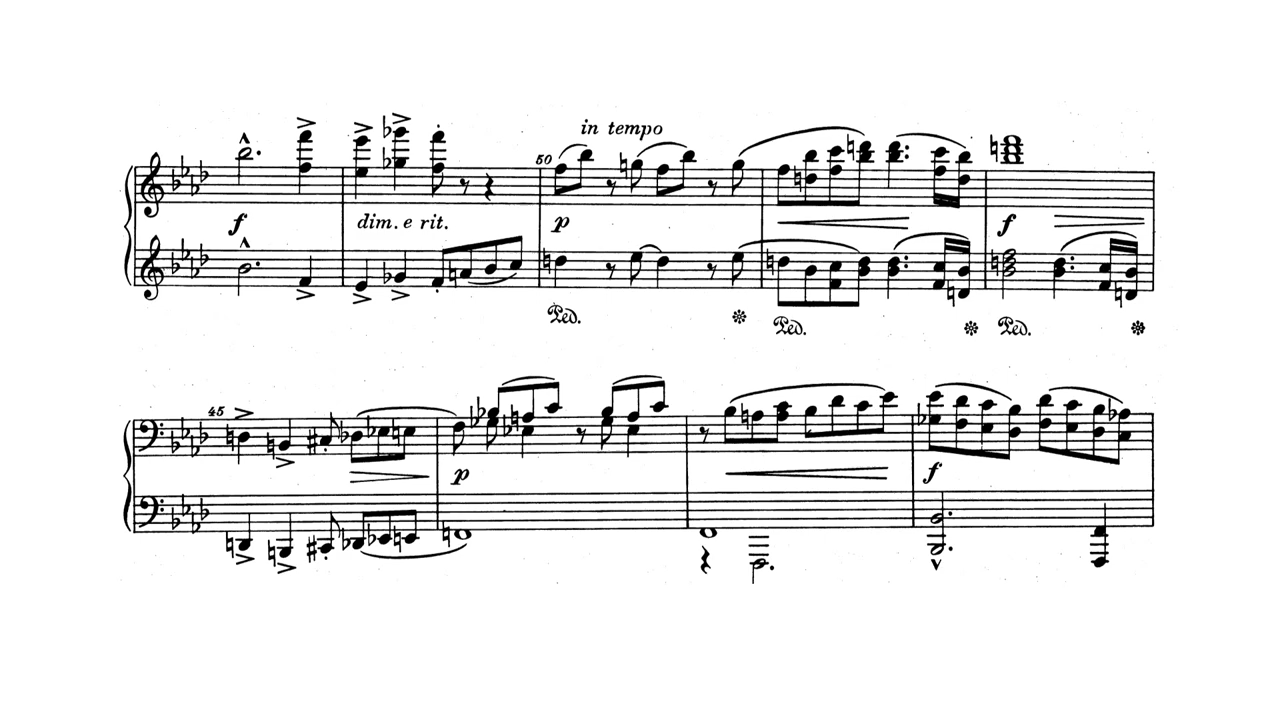 in tempo
50
f dim. e rit. p f
Ped. Ped. Ped.
45
p f